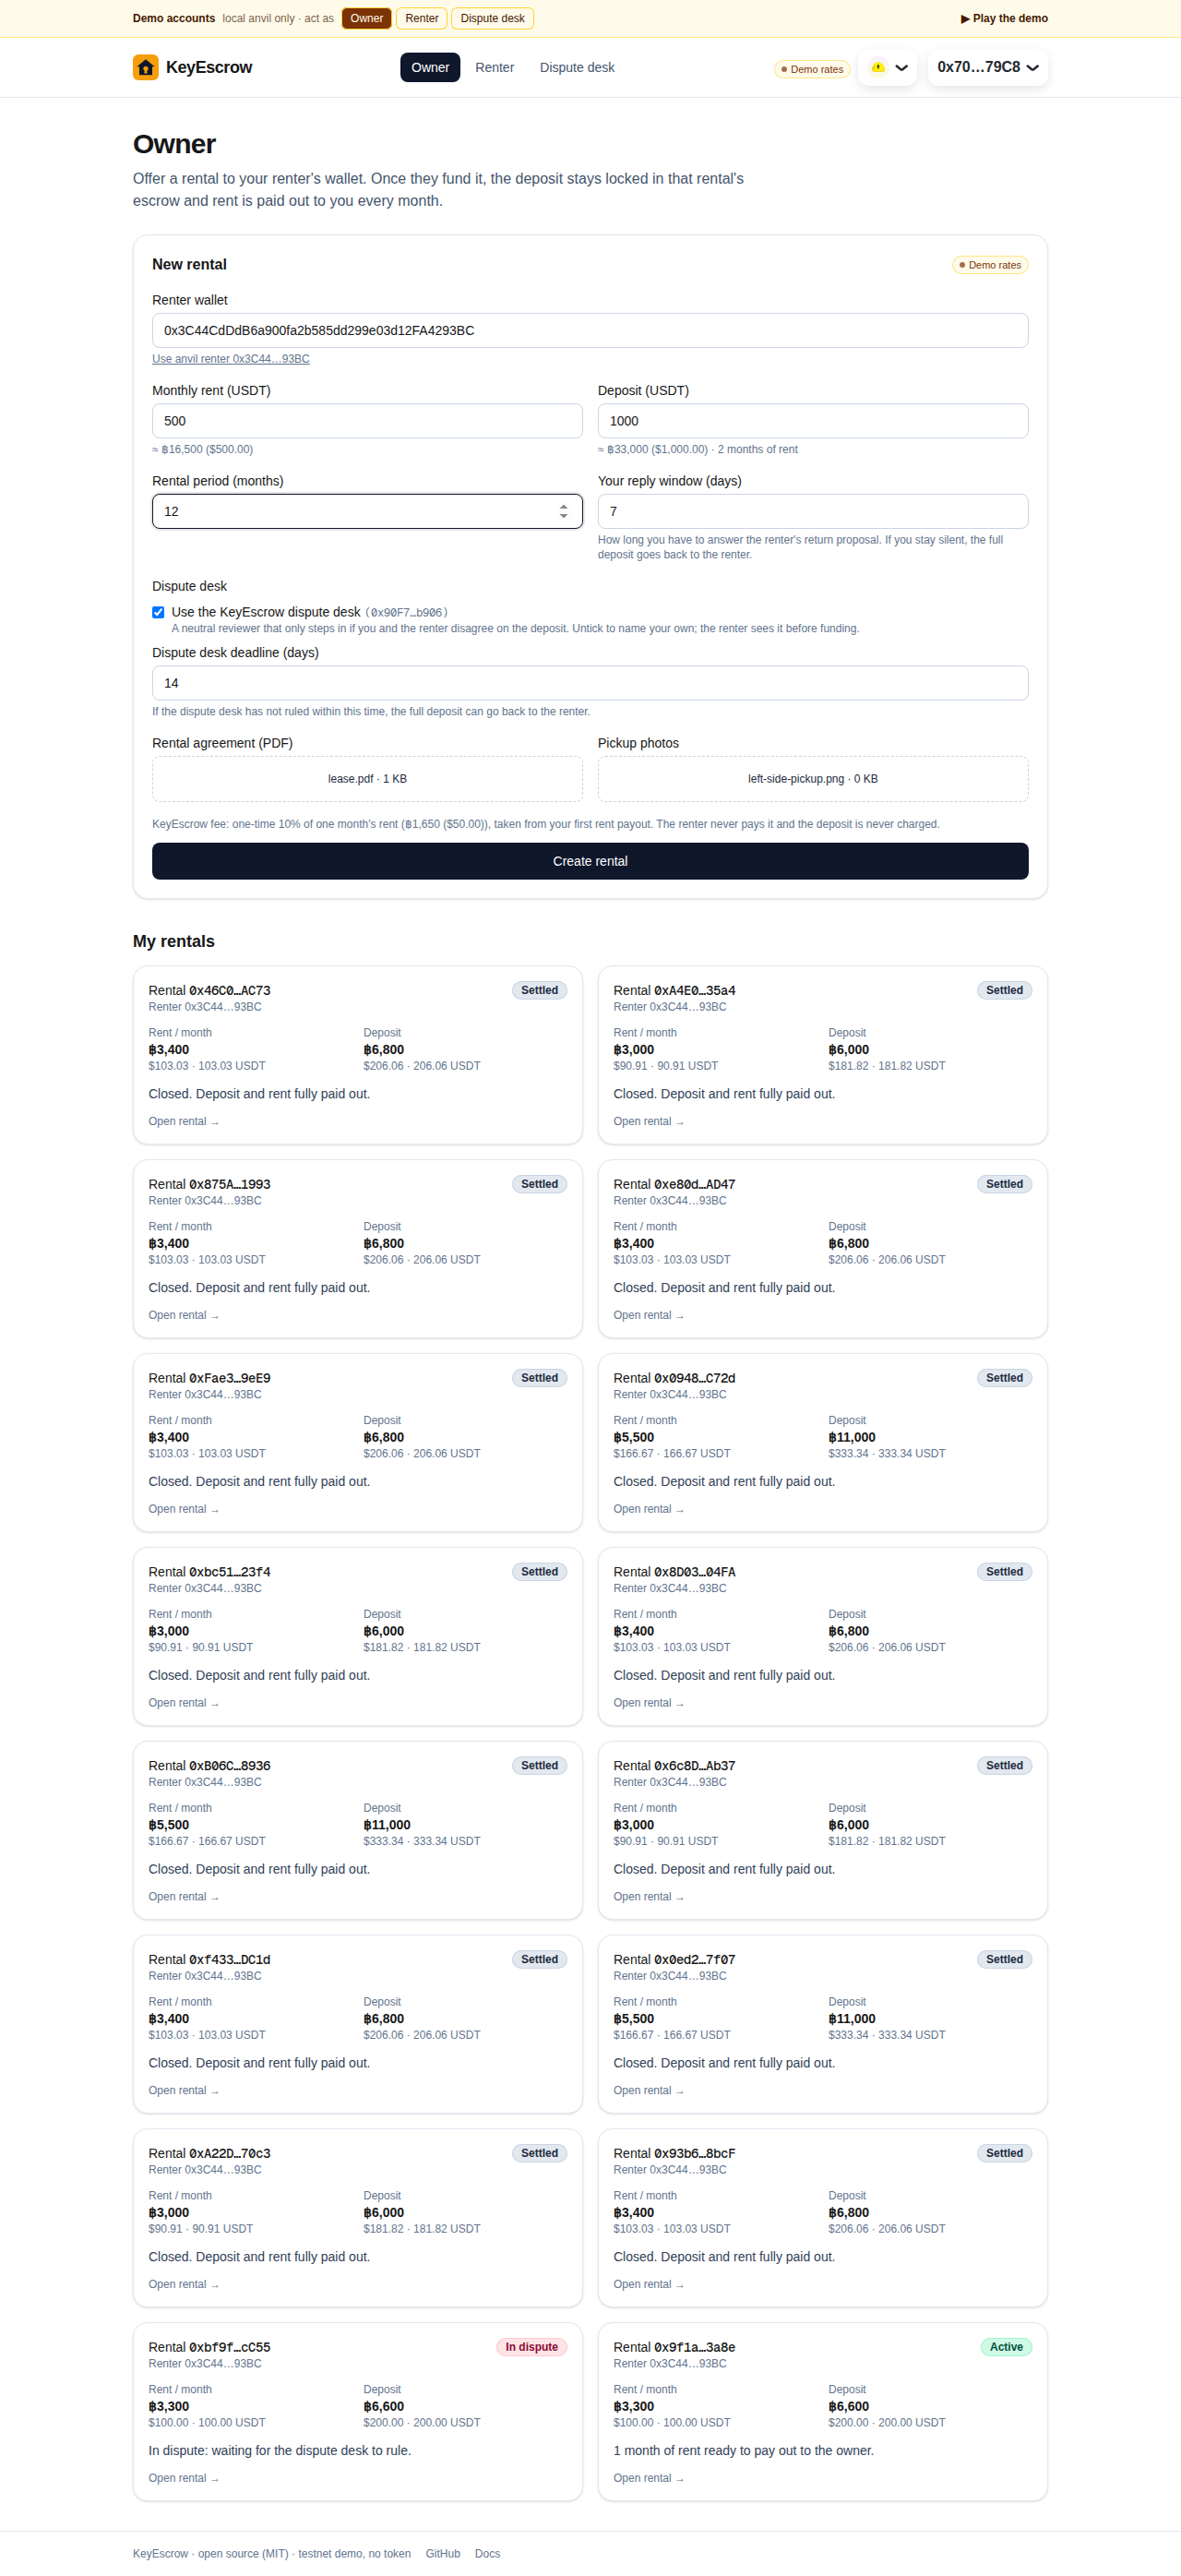 Demo accounts local anvil only · act as Owner Renter Dispute desk ▶ Play the demo
KeyEscrow Owner Renter Dispute desk Demo rates 0x70…79C8
Owner
Offer a rental to your renter's wallet. Once they fund it, the deposit stays locked in that rental's
escrow and rent is paid out to you every month.
New rental Demo rates
Renter wallet
0x3C44CdDdB6a900fa2b585dd299e03d12FA4293BC
Use anvil renter 0x3C44…93BC
Monthly rent (USDT) Deposit (USDT)
500 1000
≈ ฿16,500 ($500.00) ≈ ฿33,000 ($1,000.00) · 2 months of rent
Rental period (months) Your reply window (days)
12 7
How long you have to answer the renter's return proposal. If you stay silent, the full
deposit goes back to the renter.
Dispute desk
Use the KeyEscrow dispute desk (0x90F7…b906)
A neutral reviewer that only steps in if you and the renter disagree on the deposit. Untick to name your own; the renter sees it before funding.
Dispute desk deadline (days)
14
If the dispute desk has not ruled within this time, the full deposit can go back to the renter.
Rental agreement (PDF) Pickup photos
lease.pdf · 1 KB left-side-pickup.png · 0 KB
KeyEscrow fee: one-time 10% of one month's rent (฿1,650 ($50.00)), taken from your first rent payout. The renter never pays it and the deposit is never charged.
Create rental
My rentals
Rental 0x46C0…AC73 Settled Rental 0xA4E0…35a4 Settled
Renter 0x3C44…93BC Renter 0x3C44…93BC
Rent / month Deposit Rent / month Deposit
฿3,400 ฿6,800 ฿3,000 ฿6,000
$103.03 · 103.03 USDT $206.06 · 206.06 USDT $90.91 · 90.91 USDT $181.82 · 181.82 USDT
Closed. Deposit and rent fully paid out. Closed. Deposit and rent fully paid out.
Open rental → Open rental →
Rental 0x875A…1993 Settled Rental 0xe80d…AD47 Settled
Renter 0x3C44…93BC Renter 0x3C44…93BC
Rent / month Deposit Rent / month Deposit
฿3,400 ฿6,800 ฿3,400 ฿6,800
$103.03 · 103.03 USDT $206.06 · 206.06 USDT $103.03 · 103.03 USDT $206.06 · 206.06 USDT
Closed. Deposit and rent fully paid out. Closed. Deposit and rent fully paid out.
Open rental → Open rental →
Rental 0xFae3…9eE9 Settled Rental 0x0948…C72d Settled
Renter 0x3C44…93BC Renter 0x3C44…93BC
Rent / month Deposit Rent / month Deposit
฿3,400 ฿6,800 ฿5,500 ฿11,000
$103.03 · 103.03 USDT $206.06 · 206.06 USDT $166.67 · 166.67 USDT $333.34 · 333.34 USDT
Closed. Deposit and rent fully paid out. Closed. Deposit and rent fully paid out.
Open rental → Open rental →
Rental 0xbc51…23f4 Settled Rental 0x8D03…04FA Settled
Renter 0x3C44…93BC Renter 0x3C44…93BC
Rent / month Deposit Rent / month Deposit
฿3,000 ฿6,000 ฿3,400 ฿6,800
$90.91 · 90.91 USDT $181.82 · 181.82 USDT $103.03 · 103.03 USDT $206.06 · 206.06 USDT
Closed. Deposit and rent fully paid out. Closed. Deposit and rent fully paid out.
Open rental → Open rental →
Rental 0xB06C…8936 Settled Rental 0x6c8D…Ab37 Settled
Renter 0x3C44…93BC Renter 0x3C44…93BC
Rent / month Deposit Rent / month Deposit
฿5,500 ฿11,000 ฿3,000 ฿6,000
$166.67 · 166.67 USDT $333.34 · 333.34 USDT $90.91 · 90.91 USDT $181.82 · 181.82 USDT
Closed. Deposit and rent fully paid out. Closed. Deposit and rent fully paid out.
Open rental → Open rental →
Rental 0xf433…DC1d Settled Rental 0x0ed2…7f07 Settled
Renter 0x3C44…93BC Renter 0x3C44…93BC
Rent / month Deposit Rent / month Deposit
฿3,400 ฿6,800 ฿5,500 ฿11,000
$103.03 · 103.03 USDT $206.06 · 206.06 USDT $166.67 · 166.67 USDT $333.34 · 333.34 USDT
Closed. Deposit and rent fully paid out. Closed. Deposit and rent fully paid out.
Open rental → Open rental →
Rental 0xA22D…70c3 Settled Rental 0x93b6…8bcF Settled
Renter 0x3C44…93BC Renter 0x3C44…93BC
Rent / month Deposit Rent / month Deposit
฿3,000 ฿6,000 ฿3,400 ฿6,800
$90.91 · 90.91 USDT $181.82 · 181.82 USDT $103.03 · 103.03 USDT $206.06 · 206.06 USDT
Closed. Deposit and rent fully paid out. Closed. Deposit and rent fully paid out.
Open rental → Open rental →
Rental 0xbf9f…cC55 In dispute Rental 0x9f1a…3a8e Active
Renter 0x3C44…93BC Renter 0x3C44…93BC
Rent / month Deposit Rent / month Deposit
฿3,300 ฿6,600 ฿3,300 ฿6,600
$100.00 · 100.00 USDT $200.00 · 200.00 USDT $100.00 · 100.00 USDT $200.00 · 200.00 USDT
In dispute: waiting for the dispute desk to rule. 1 month of rent ready to pay out to the owner.
Open rental → Open rental →
KeyEscrow · open source (MIT) · testnet demo, no token GitHub Docs